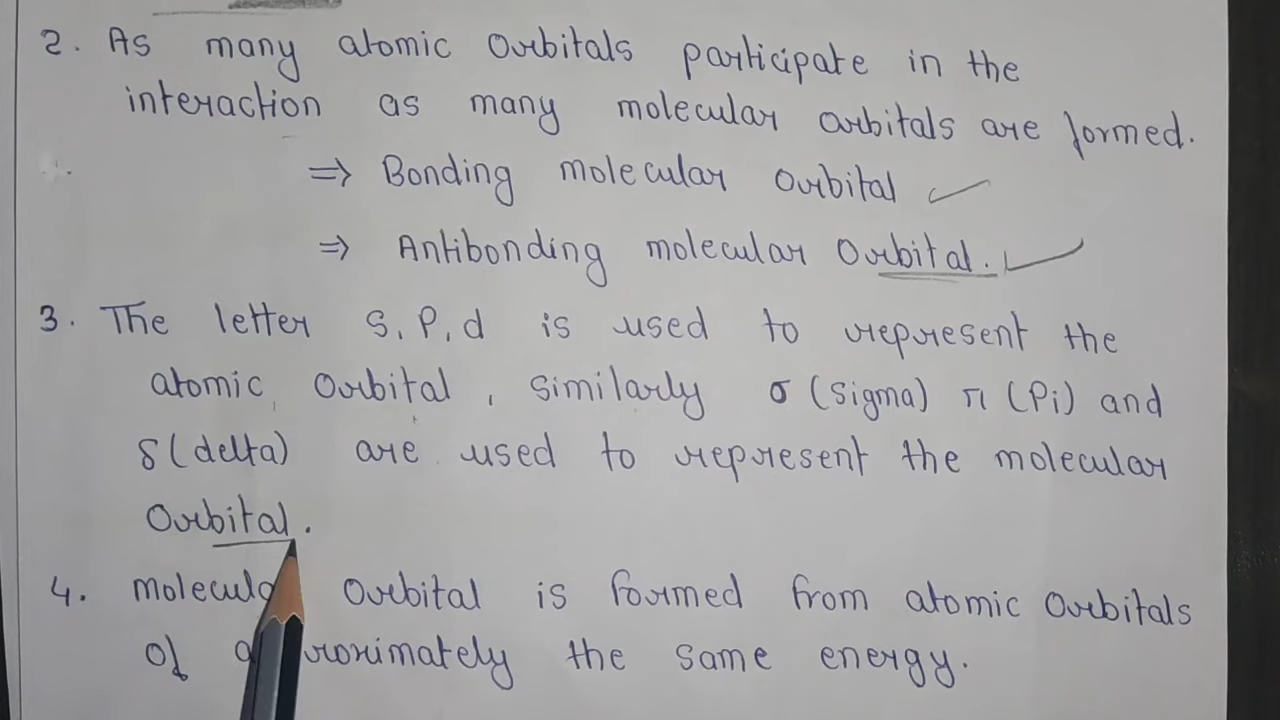 2. As many atomic orbitals participate in the
interaction as many molecular orbitals are formed.
⇒ Bonding molecular orbital
⇒ Antibonding molecular orbital.
3. The letter s, P, d is used to represent the
atomic orbital, similarly σ (sigma) π (Pi) and
δ (delta) are used to represent the molecular
orbital.
4. molecular orbital is formed from atomic orbitals
of approximately the same energy.